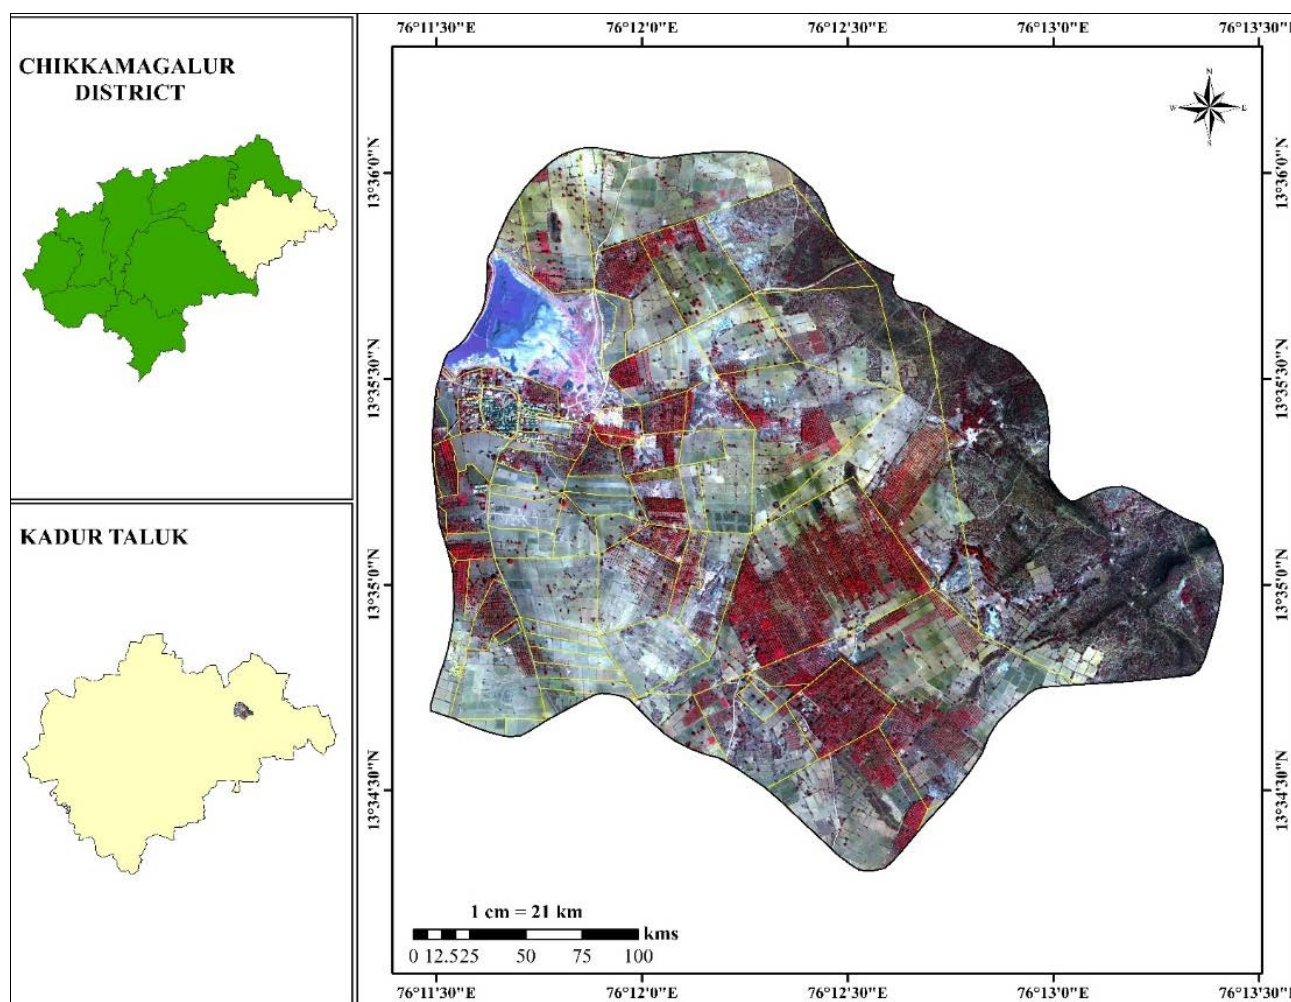 CHIKKAMAGALUR
DISTRICT
KADUR TALUK
76°11'30"E 76°12'0"E 76°12'30"E 76°13'0"E 76°13'30"E
N
W E
S
13°36'0"N 13°36'0"N
13°35'30"N 13°35'30"N
13°35'0"N 13°35'0"N
13°34'30"N 13°34'30"N
1 cm = 21 km
kms
0 12.525 50 75 100
76°11'30"E 76°12'0"E 76°12'30"E 76°13'0"E 76°13'30"E